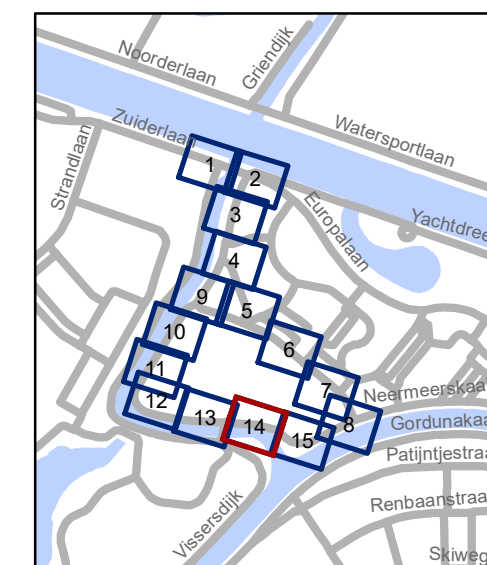 Noorderlaan
Griendijk
Zuiderlaan
Watersportlaan
Strandlaan
1
2
3
Europalaan
Yachtdree
4
9
5
10
6
11
7
Neermeerskaa
12
13
14
8
Gordunakaa
15
Patijntjestraa
Vissersdijk
Renbaanstraa
Skiweg